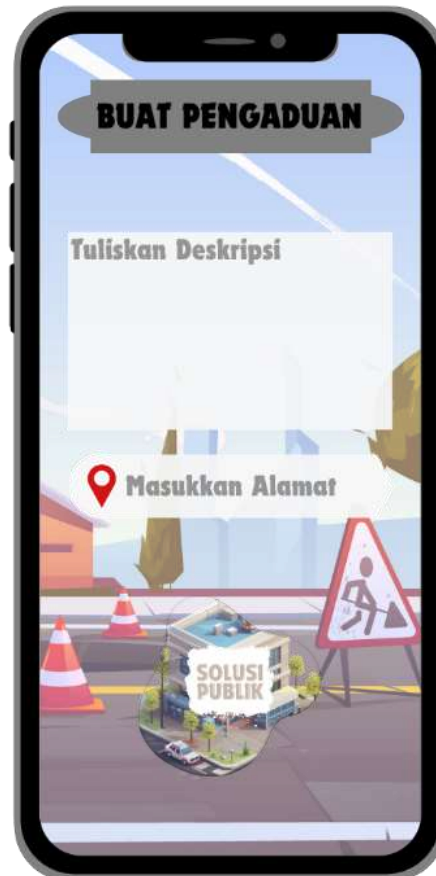 BUAT PENGADUAN
Tuliskan Deskripsi
Masukkan Alamat
SOLUSI
PUBLIK